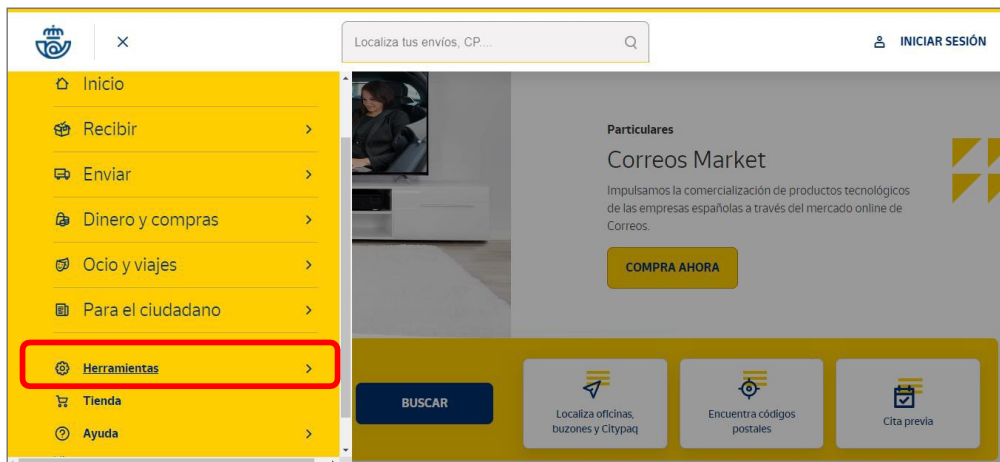 Localiza tus envíos, CP....
INICIAR SESIÓN
Inicio
Recibir
Enviar
Dinero y compras
Ocio y viajes
Para el ciudadano
Herramientas
Tienda
Ayuda
Particulares
Correos Market
Impulsamos la comercialización de productos tecnológicos
de las empresas españolas a través del mercado online de
Correos.
COMPRA AHORA
BUSCAR
Localiza oficinas,
buzones y Citypaq
Encuentra códigos
postales
Cita previa